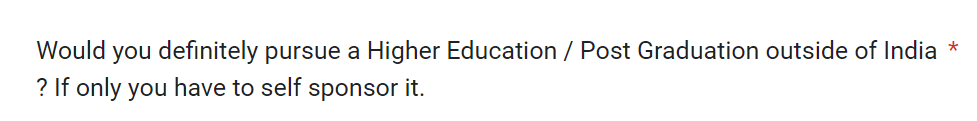 Would you definitely pursue a Higher Education / Post Graduation outside of India *
? If only you have to self sponsor it.